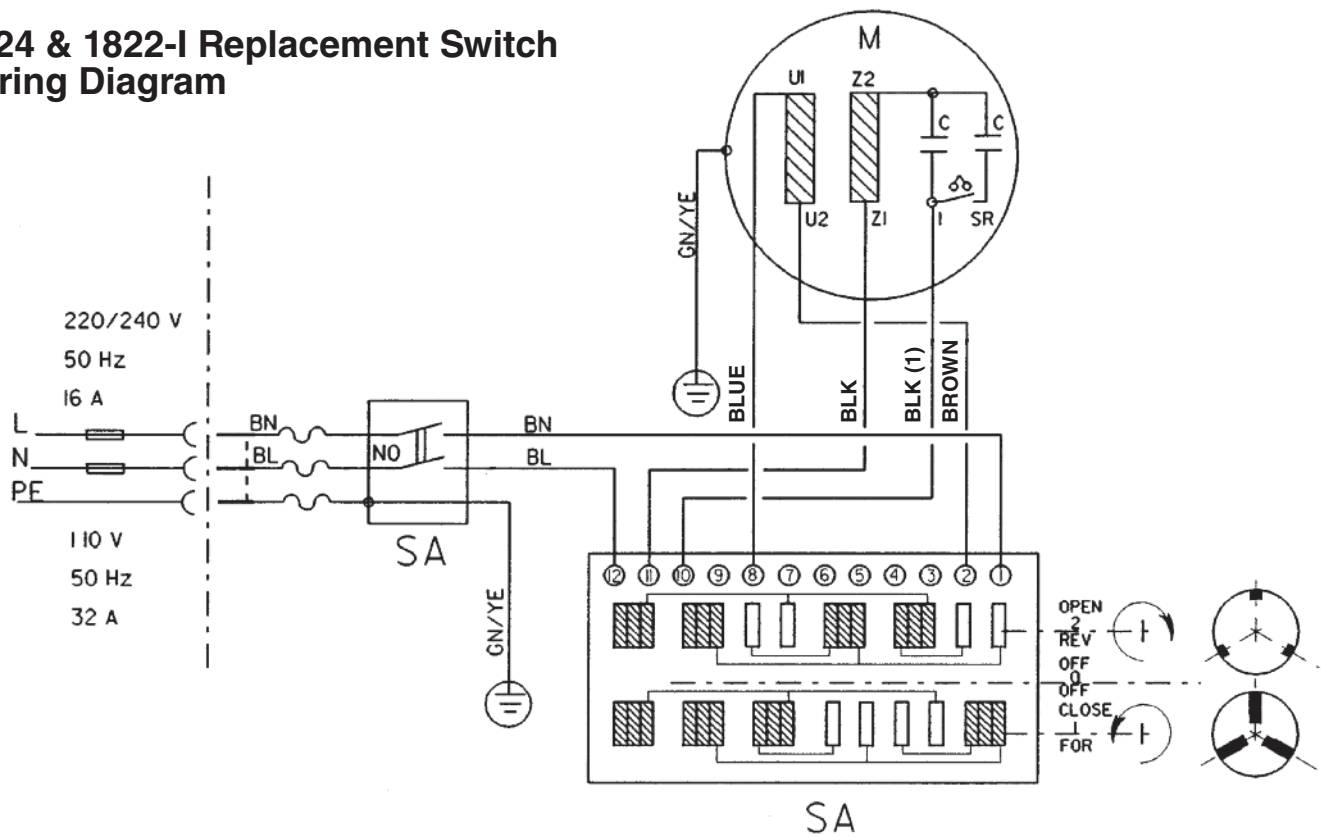 24 & 1822-I Replacement Switch
ring Diagram
M
U1
Z2
C
C
U2
Z1
1
SR
GN/YE
220/240 V
50 Hz
16 A
BLUE
BLK
BLK (1)
BROWN
L
BN
BN
N
BL
NO
BL
PE
SA
110 V
50 Hz
32 A
GN/YE
12 11 10 9 8 7 6 5 4 3 2 1
OPEN
2
REV
OFF
0
OFF
CLOSE
1
FOR
SA